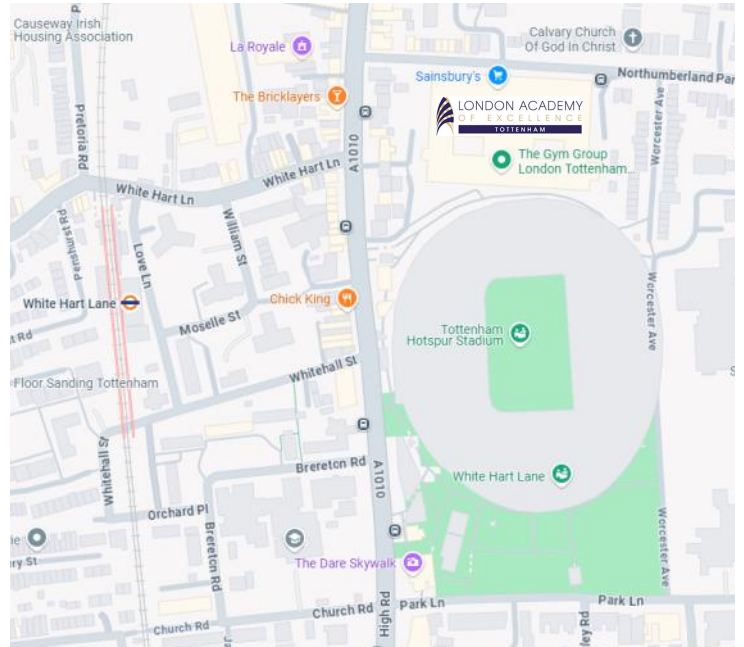 Causeway Irish
Housing Association
La Royale
Calvary Church
Of God In Christ
Sainsbury's
Northumberland Par
The Bricklayers
LONDON ACADEMY
OF EXCELLENCE
TOTTENHAM
Pretoria Rd
A1010
Worcester Ave
The Gym Group
London Tottenham...
White Hart Ln
White Hart Ln
Penshurst Rd
Love Ln
William St
White Hart Lane
Chick King
Worcester Ave
Moselle St
Tottenham
Hotspur Stadium
Floor Sanding Tottenham
Whitehall St
Whitehall St
Brereton Rd
A1010
White Hart Lane
Orchard Pl
Brereton Rd
Worcester Ave
The Dare Skywalk
Church Rd
Church Rd
High Rd
Park Ln
Park Ln